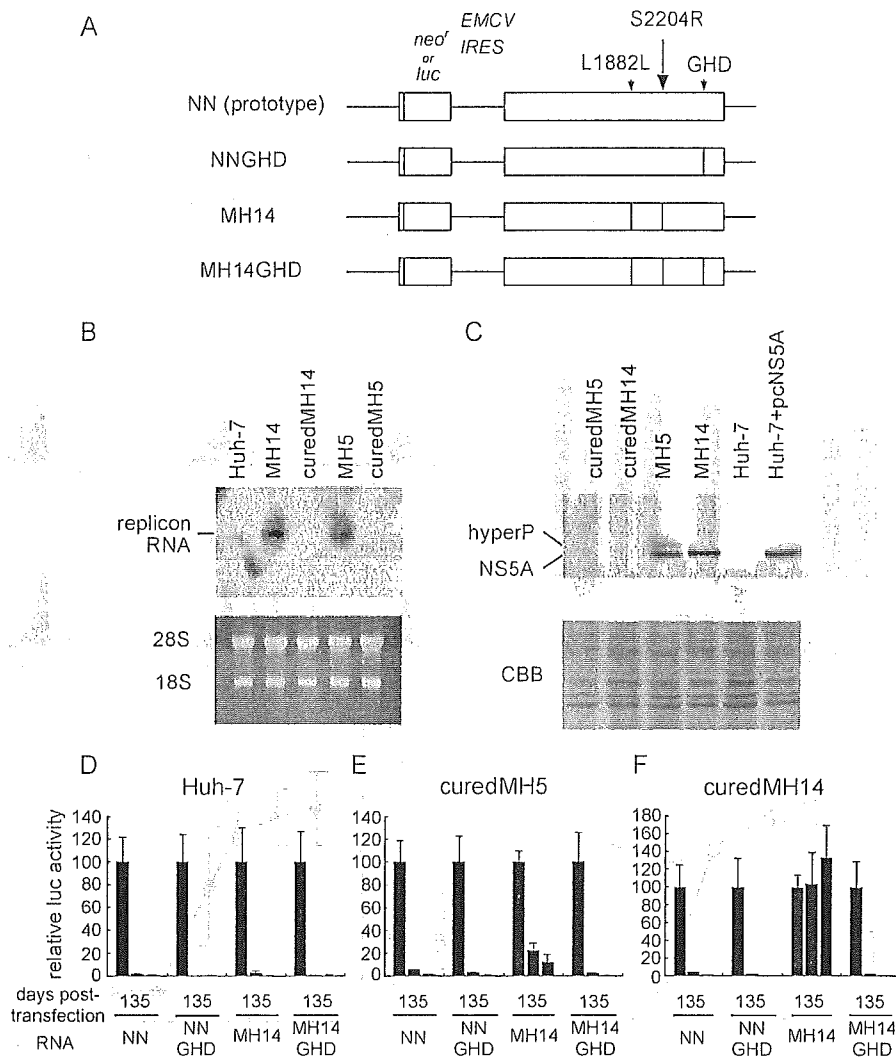 A
neoʳ
or
luc
EMCV
IRES
S2204R
L1882L
GHD
NN (prototype)
NNGHD
MH14
MH14GHD
B
Huh-7
MH14
curedMH14
MH5
curedMH5
replicon
RNA
28S
18S
C
curedMH5
curedMH14
MH5
MH14
Huh-7
Huh-7+pcNS5A
hyperP
NS5A
CBB
D
Huh-7
relative luc activity
140
120
100
80
60
40
20
0
days post-
transfection
135
135
135
135
RNA
NN
NN
GHD
MH14
MH14
GHD
E
curedMH5
140
120
100
80
60
40
20
0
135
135
135
135
NN
NN
GHD
MH14
MH14
GHD
F
curedMH14
180
160
140
120
100
80
60
40
20
0
135
135
135
135
NN
NN
GHD
MH14
MH14
GHD